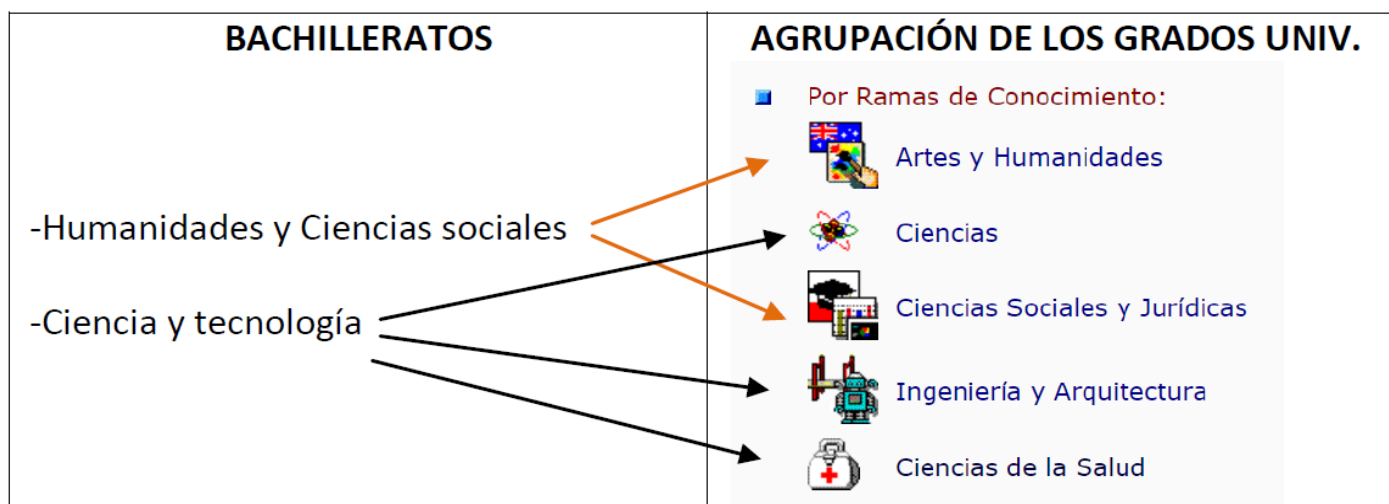 BACHILLERATOS
AGRUPACIÓN DE LOS GRADOS UNIV.
Por Ramas de Conocimiento:
Artes y Humanidades
-Humanidades y Ciencias sociales
Ciencias
-Ciencia y tecnología
Ciencias Sociales y Jurídicas
Ingeniería y Arquitectura
Ciencias de la Salud